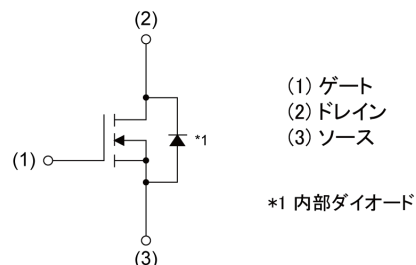 (2)
(1)
*1
(3)
(1) ゲート
(2) ドレイン
(3) ソース
*1 内部ダイオード